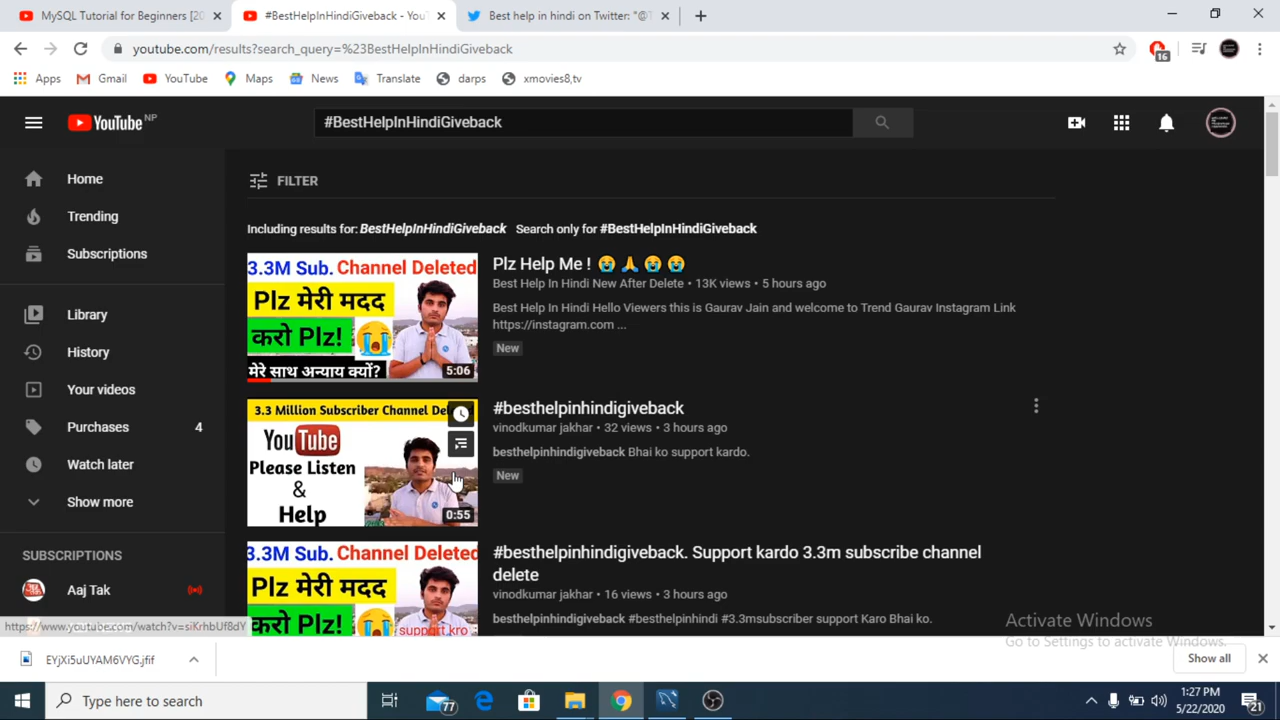 MySQL Tutorial for Beginners [20
#BestHelpInHindiGiveback - You
Best help in hindi on Twitter: "@T
youtube.com/results?search_query=%23BestHelpInHindiGiveback
16
Apps
Gmail
YouTube
Maps
News
Translate
darps
xmovies8,tv
YouTube NP
#BestHelpInHindiGiveback
Home
Trending
Subscriptions
Library
History
Your videos
Purchases 4
Watch later
Show more
SUBSCRIPTIONS
Aaj Tak
FILTER
Including results for: BestHelpInHindiGiveback Search only for #BestHelpInHindiGiveback
3.3M Sub. Channel Deleted
Plz मेरी मदद
करो Plz!
मेरे साथ अन्याय क्यों?
5:06
Plz Help Me ! 😭 🙏 😭 😭
Best Help In Hindi New After Delete • 13K views • 5 hours ago
Best Help In Hindi Hello Viewers this is Gaurav Jain and welcome to Trend Gaurav Instagram Link
https://instagram.com ...
New
3.3 Million Subscriber Channel De
YouTube
Please Listen
&
Help
0:55
#besthelpinhindigiveback
vinodkumar jakhar • 32 views • 3 hours ago
besthelpinhindigiveback Bhai ko support kardo.
New
3.3M Sub. Channel Deleted
Plz मेरी मदद
करो Plz!
support kro
#besthelpinhindigiveback. Support kardo 3.3m subscribe channel
delete
vinodkumar jakhar • 16 views • 3 hours ago
besthelpinhindigiveback #besthelpinhindi #3.3msubscriber support Karo Bhai ko.
https://www.youtube.com/watch?v=siKrhbUf8dY
Activate Windows
Go to Settings to activate Windows.
EYjXi5uUYAM6VYG.jfif
Show all
Type here to search
77
1:27 PM
5/22/2020
21